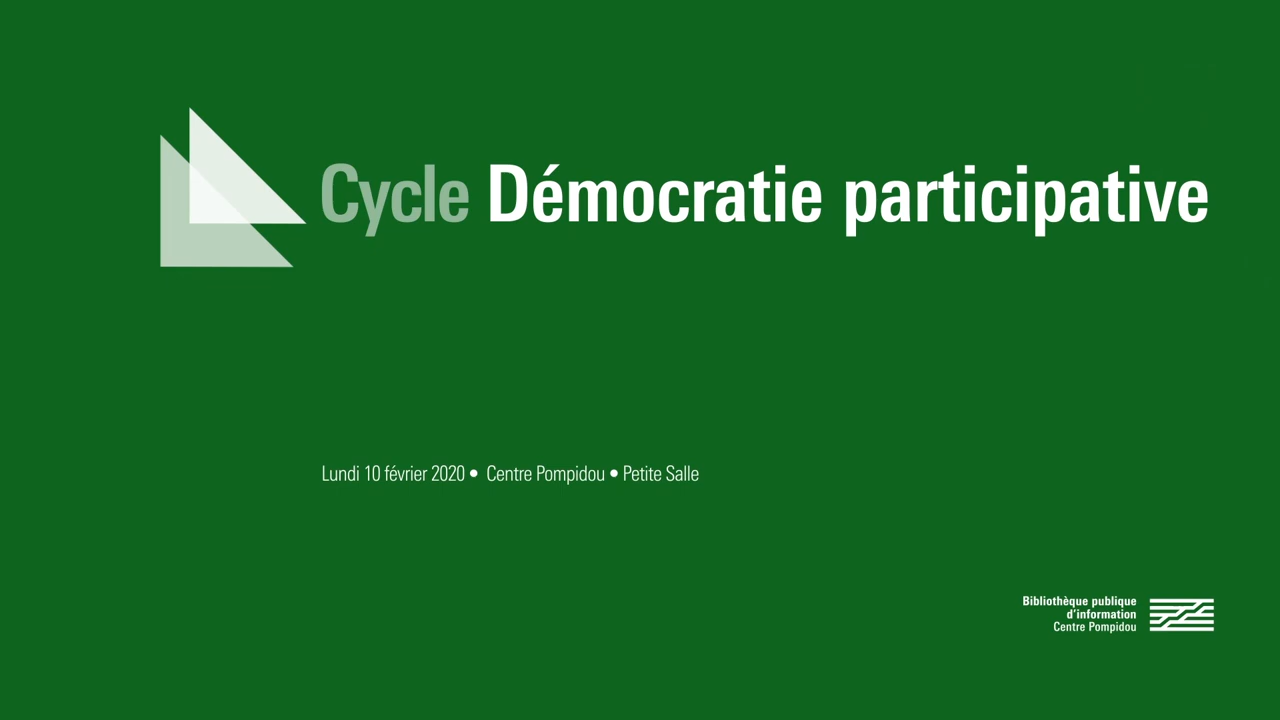 Cycle Démocratie participative
Lundi 10 février 2020 • Centre Pompidou • Petite Salle
Bibliothèque publique
d'information
Centre Pompidou